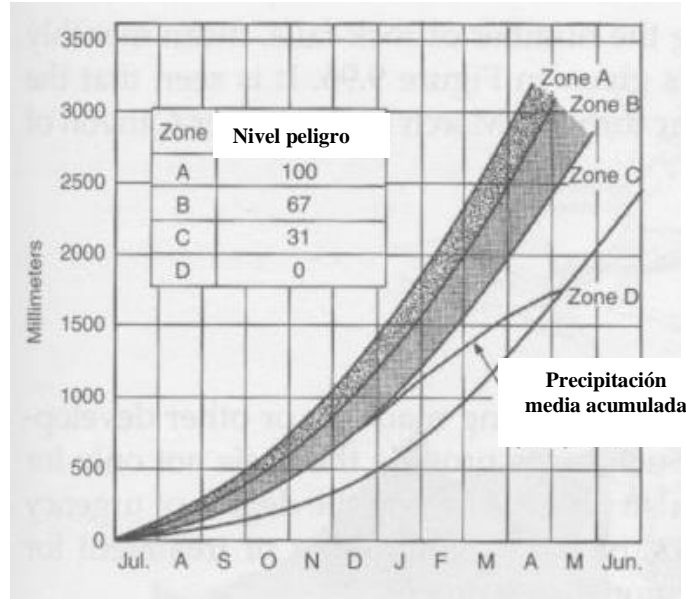 3500
3000
2500
2000
1500
1000
500
0
Millimeters
Zone Nivel peligro
A 100
B 67
C 31
D 0
Zone A
Zone B
Zone C
Zone D
Precipitación
media acumulada
Jul. A S O N D J F M A M Jun.